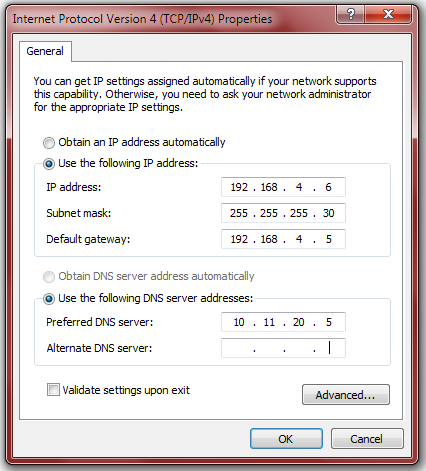 Internet Protocol Version 4 (TCP/IPv4) Properties
General
You can get IP settings assigned automatically if your network supports
this capability. Otherwise, you need to ask your network administrator
for the appropriate IP settings.
Obtain an IP address automatically
Use the following IP address:
IP address: 192 . 168 . 4 . 6
Subnet mask: 255 . 255 . 255 . 30
Default gateway: 192 . 168 . 4 . 5
Obtain DNS server address automatically
Use the following DNS server addresses:
Preferred DNS server: 10 . 11 . 20 . 5
Alternate DNS server: . . .
Validate settings upon exit
Advanced...
OK Cancel